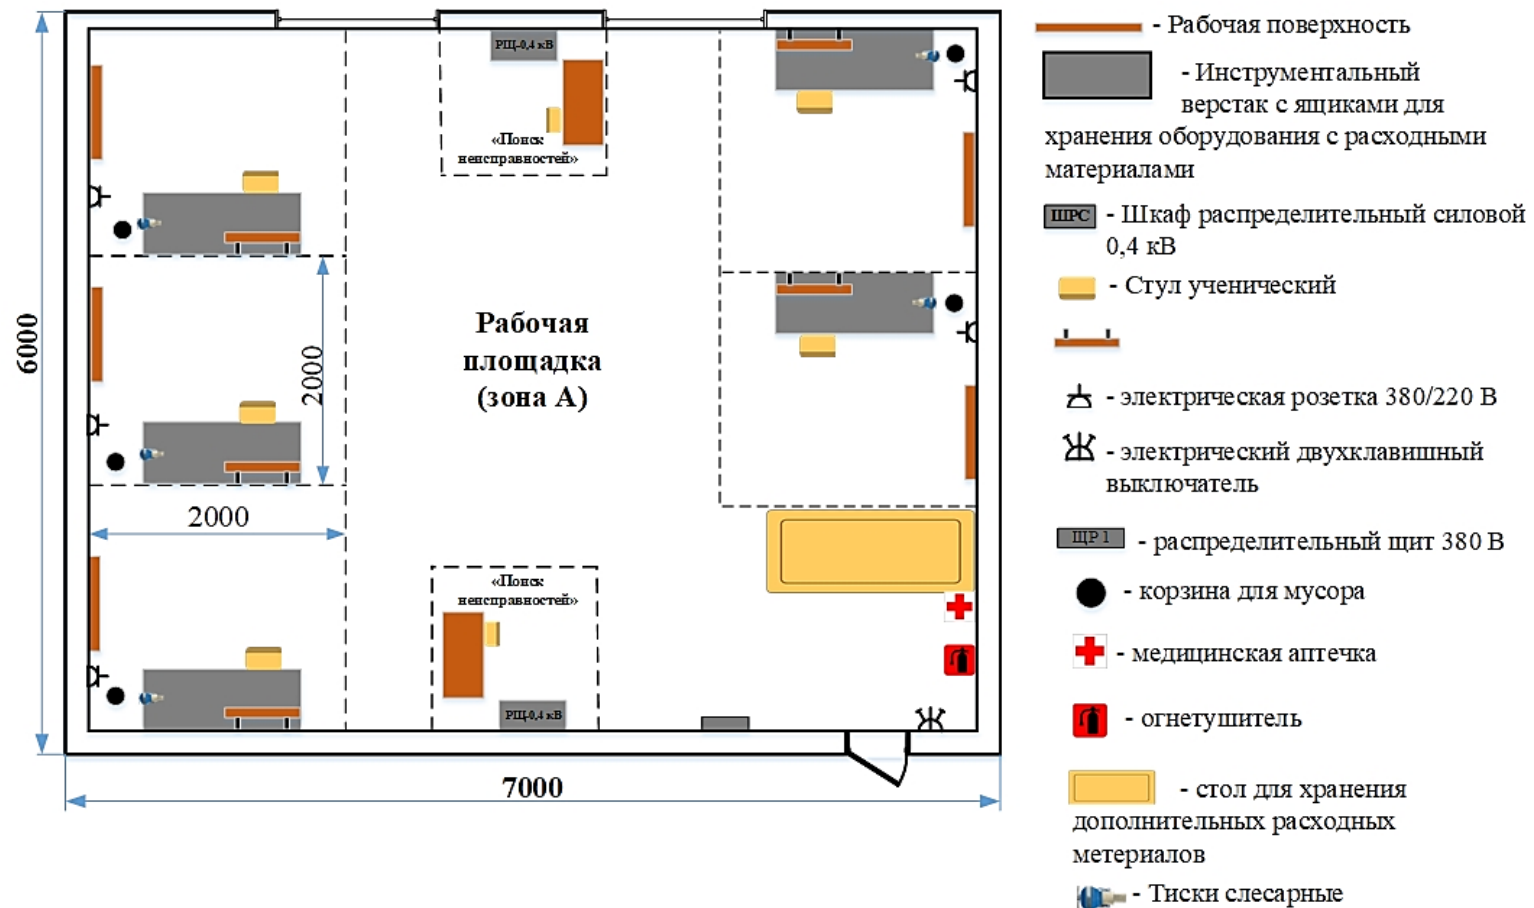 РЩ-0,4 кВ
«Поиск
неисправностей»
6000
2000
Рабочая
площадка
(зона А)
2000
«Поиск
неисправностей»
РЩ-0,4 кВ
7000
- Рабочая поверхность
- Инструментальный
верстак с ящиками для
хранения оборудования с расходными
материалами
ШРС - Шкаф распределительный силовой
0,4 кВ
- Стул ученический
- электрическая розетка 380/220 В
- электрический двухклавишный
выключатель
ЩР 1 - распределительный щит 380 В
- корзина для мусора
- медицинская аптечка
- огнетушитель
- стол для хранения
дополнительных расходных
метериалов
- Тиски слесарные